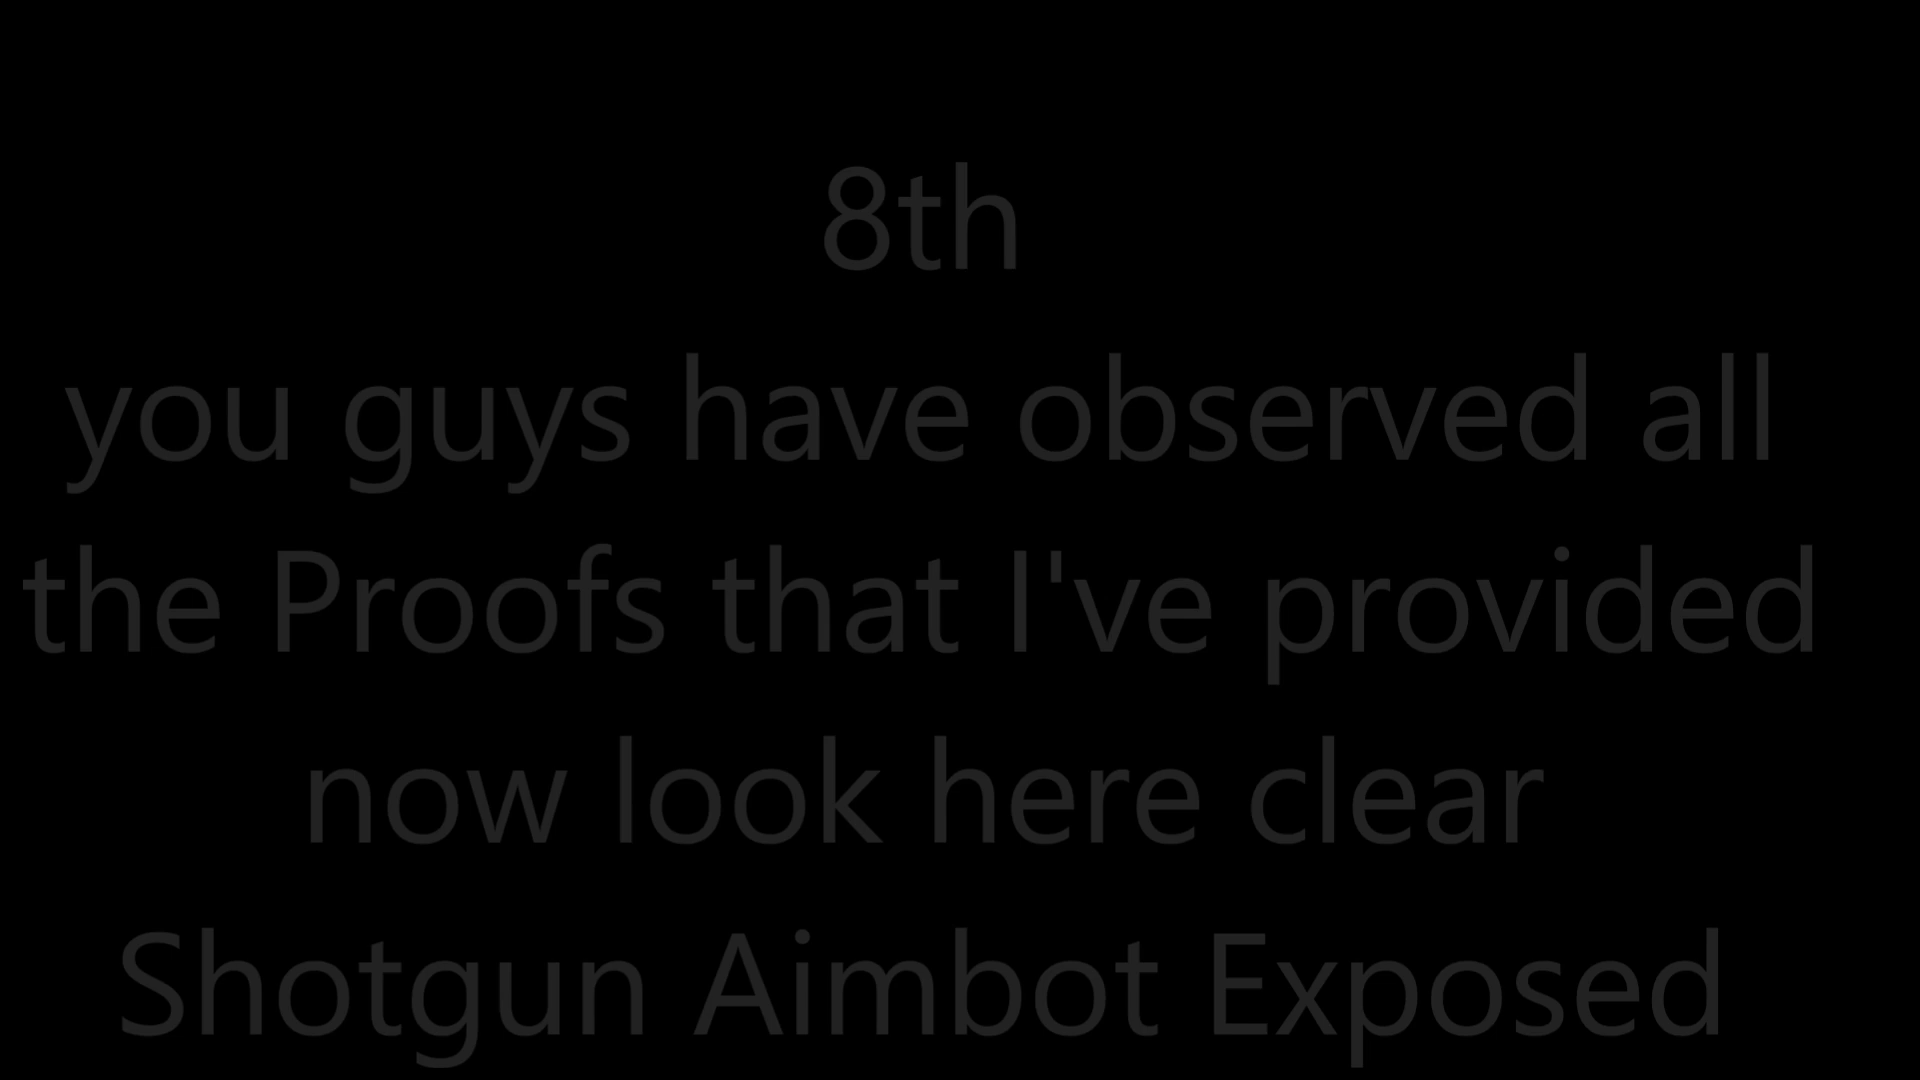 8th
you guys have observed all
the Proofs that I've provided
now look here clear
Shotgun Aimbot Exposed